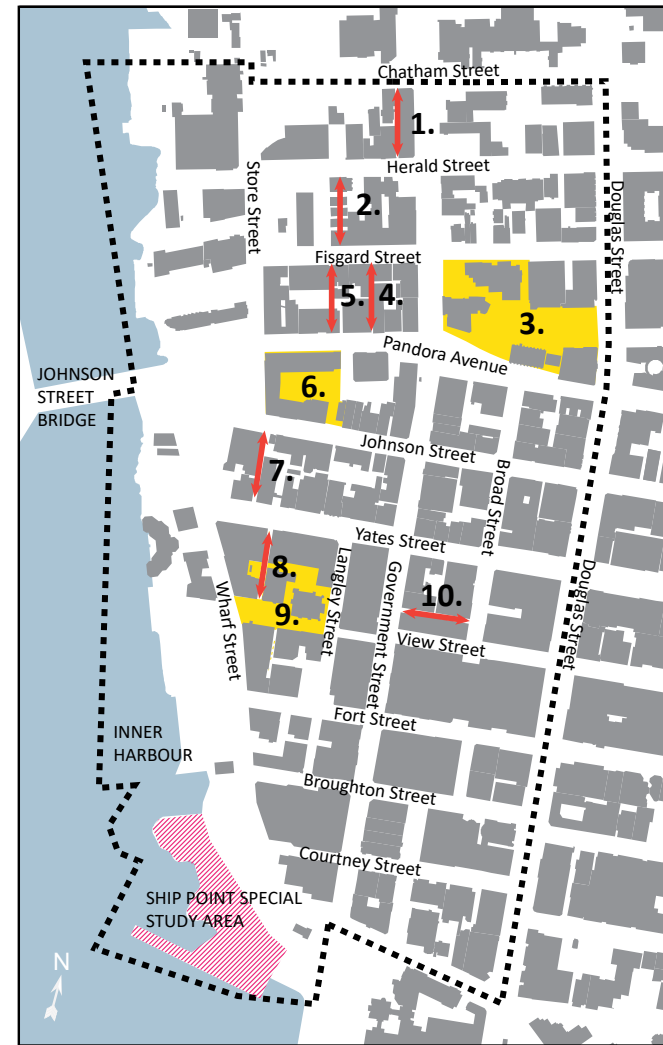 Chatham Street
1.
Herald Street
Store Street
2.
Douglas Street
Fisgard Street
5.
4.
3.
Pandora Avenue
JOHNSON
STREET
BRIDGE
6.
Johnson Street
7.
Broad Street
Yates Street
8.
Langley Street
Government Street
10.
Douglas Street
9.
Wharf Street
View Street
Fort Street
INNER
HARBOUR
Broughton Street
Courtney Street
SHIP POINT SPECIAL
STUDY AREA
N